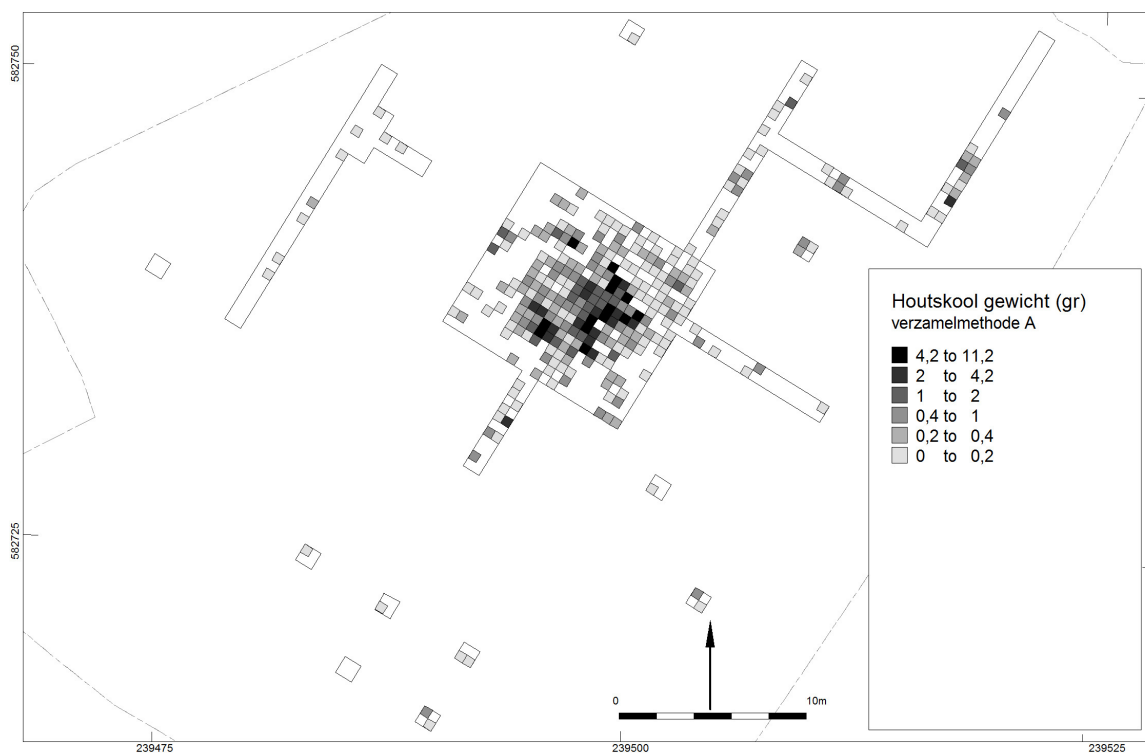 582750
582725
Houtskool gewicht (gr)
verzamelmethode A
4,2 to 11,2
2 to 4,2
1 to 2
0,4 to 1
0,2 to 0,4
0 to 0,2
0 10m
239475 239500 239525